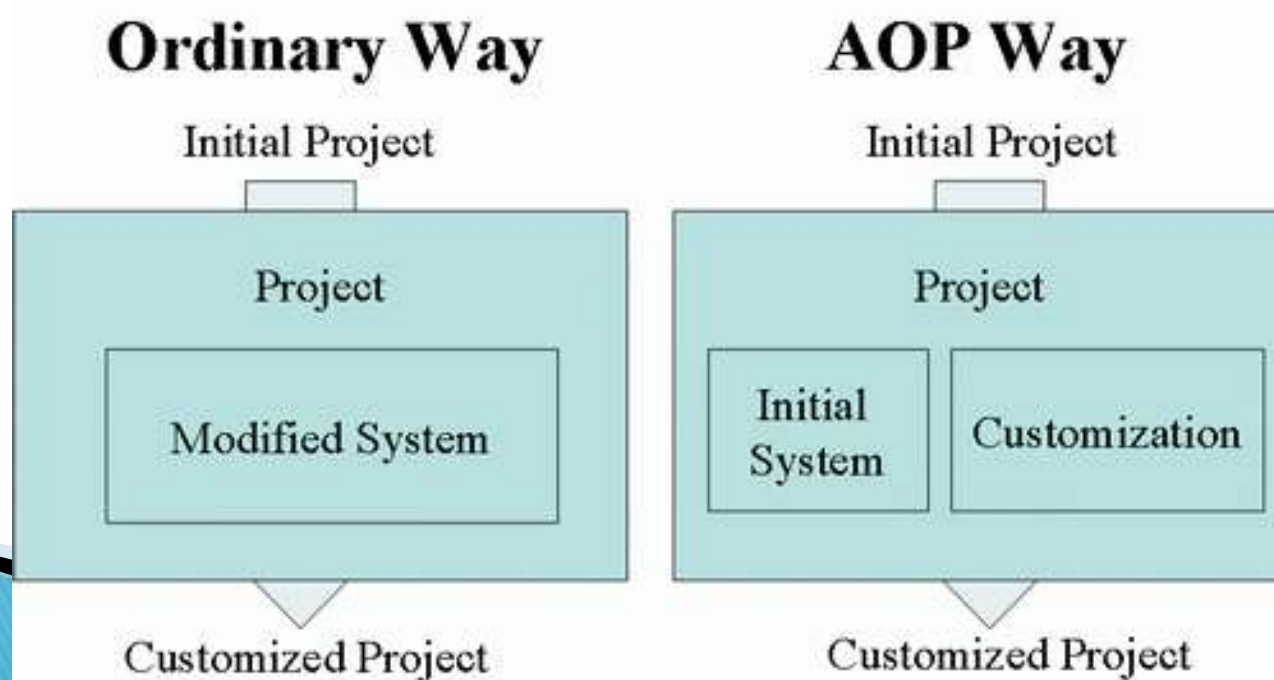 Ordinary Way
Initial Project
Project
Modified System
Customized Project
AOP Way
Initial Project
Project
Initial
System
Customization
Customized Project